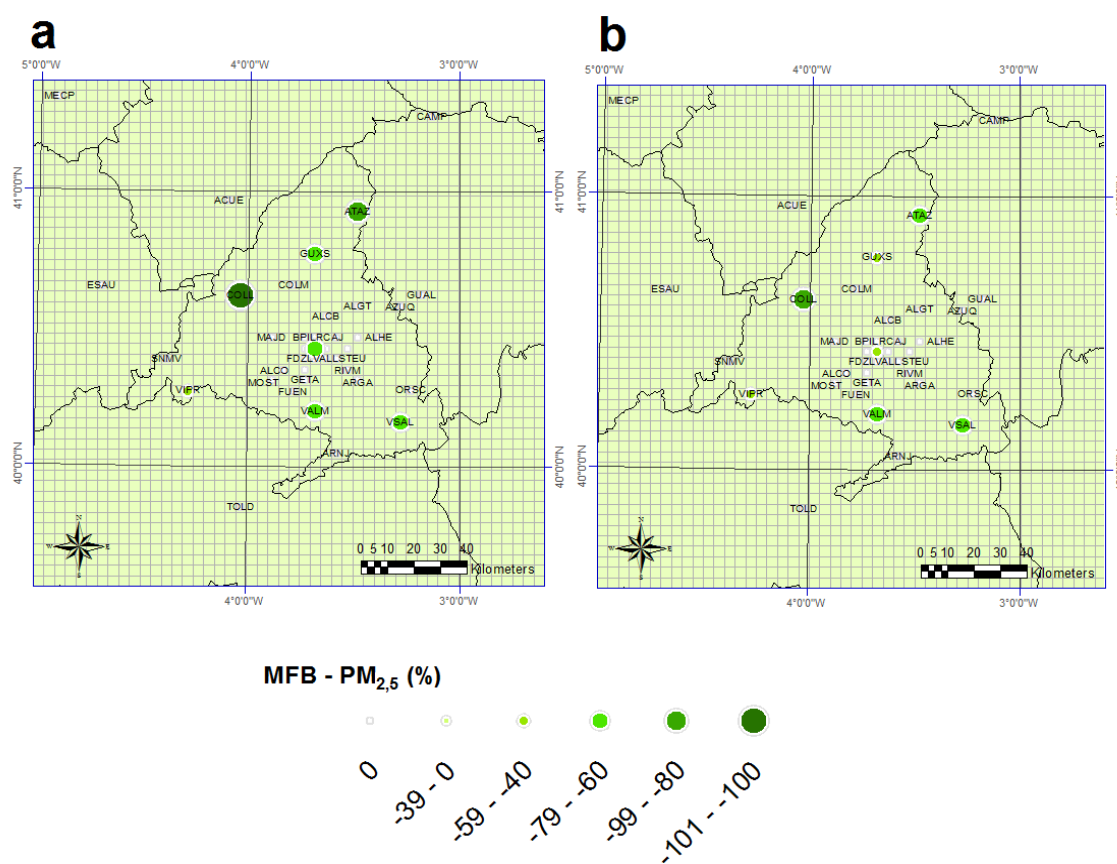 a
5°0'0"W 4°0'0"W 3°0'0"W
MECP
CAMP
41°0'0"N
ACUE
ATAZ
GUXS
ESAU
COLL
COLM
GUAL
ALGT
AZUQ
ALCB
MAJD BPILRCAJ ALHE
SNMV
FDZLVALLSTEU
ALCO RIVM
MOST GETA ARGA
VIPR FUEN ORSC
VALM
VSAL
ARNJ
40°0'0"N
TOLD
N
W E
S
0 5 10 20 30 40
Kilometers
4°0'0"W 3°0'0"W
b
5°0'0"W 4°0'0"W 3°0'0"W
MECP
CAMP
41°0'0"N
ACUE
ATAZ
GUXS
ESAU
COLL
COLM
GUAL
ALGT
AZUQ
ALCB
MAJD BPILRCAJ ALHE
SNMV
FDZLVALLSTEU
ALCO RIVM
MOST GETA ARGA
VIPR FUEN ORSC
VALM
VSAL
ARNJ
40°0'0"N
TOLD
N
W E
S
0 5 10 20 30 40
Kilometers
4°0'0"W 3°0'0"W
MFB - PM2,5 (%)
0
-39 - 0
-59 - -40
-79 - -60
-99 - -80
-101 - -100